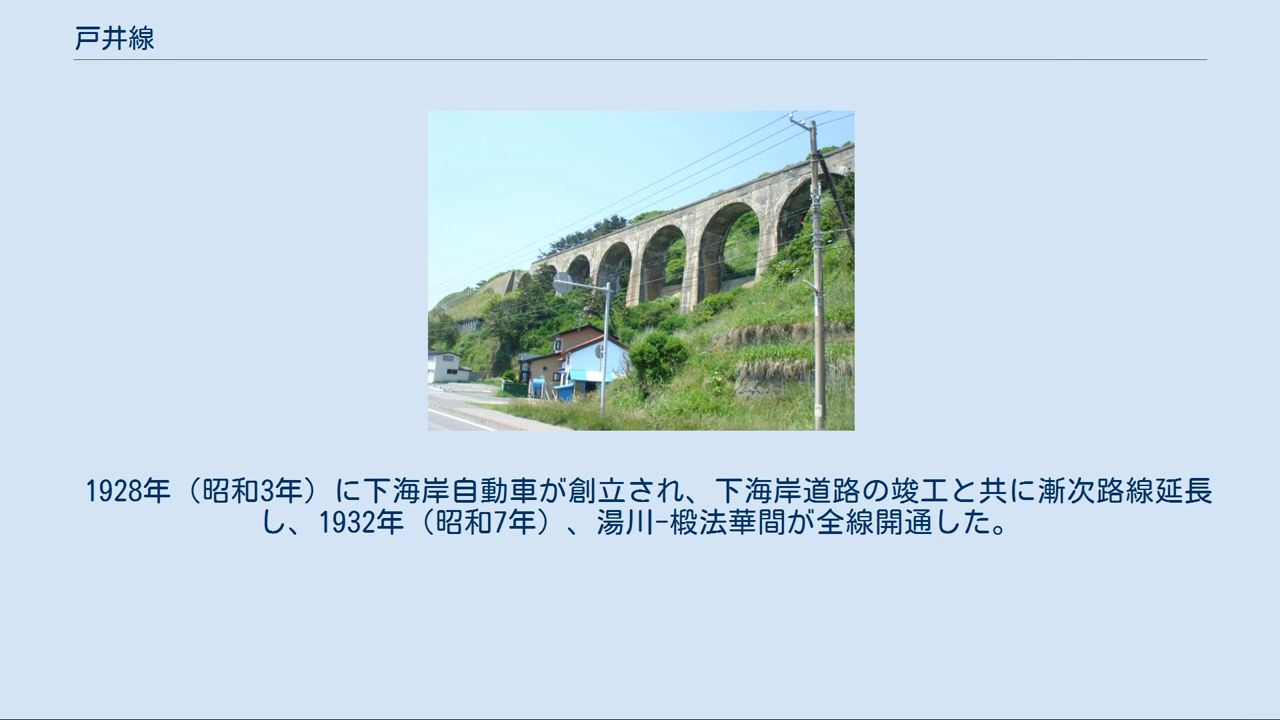 戸井線
1928年（昭和3年）に下海岸自動車が創立され、下海岸道路の竣工と共に漸次路線延長
し、1932年（昭和7年）、湯川-椴法華間が全線開通した。